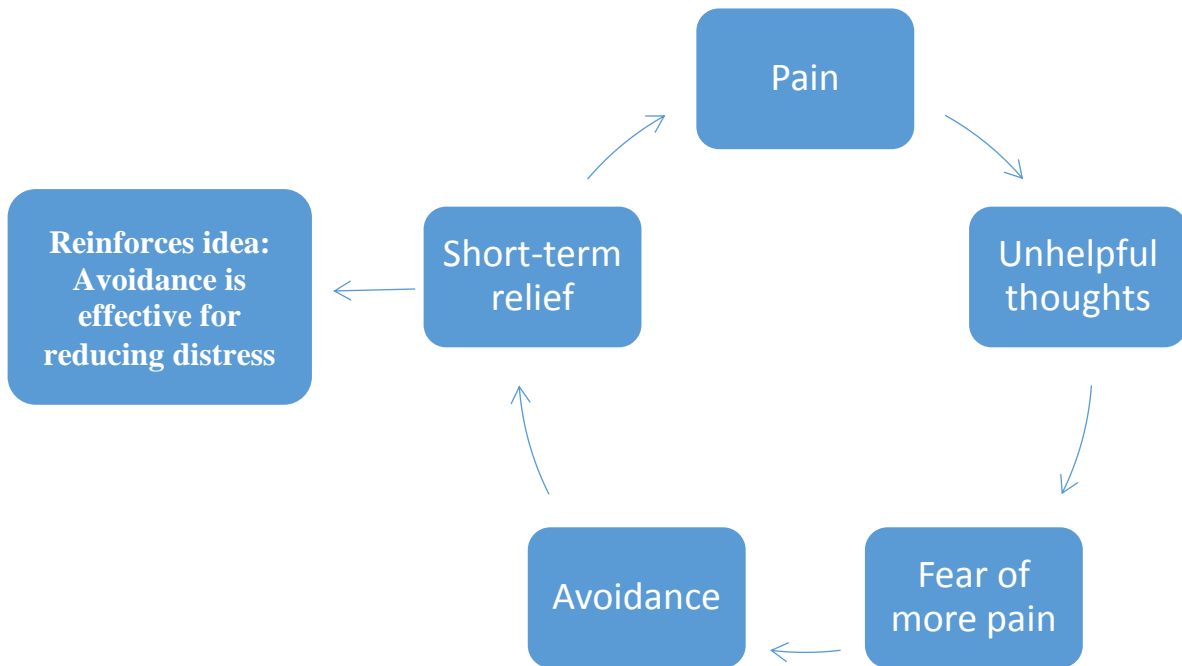 Pain
Unhelpful
thoughts
Fear of
more pain
Avoidance
Short-term
relief
Reinforces idea:
Avoidance is
effective for
reducing distress